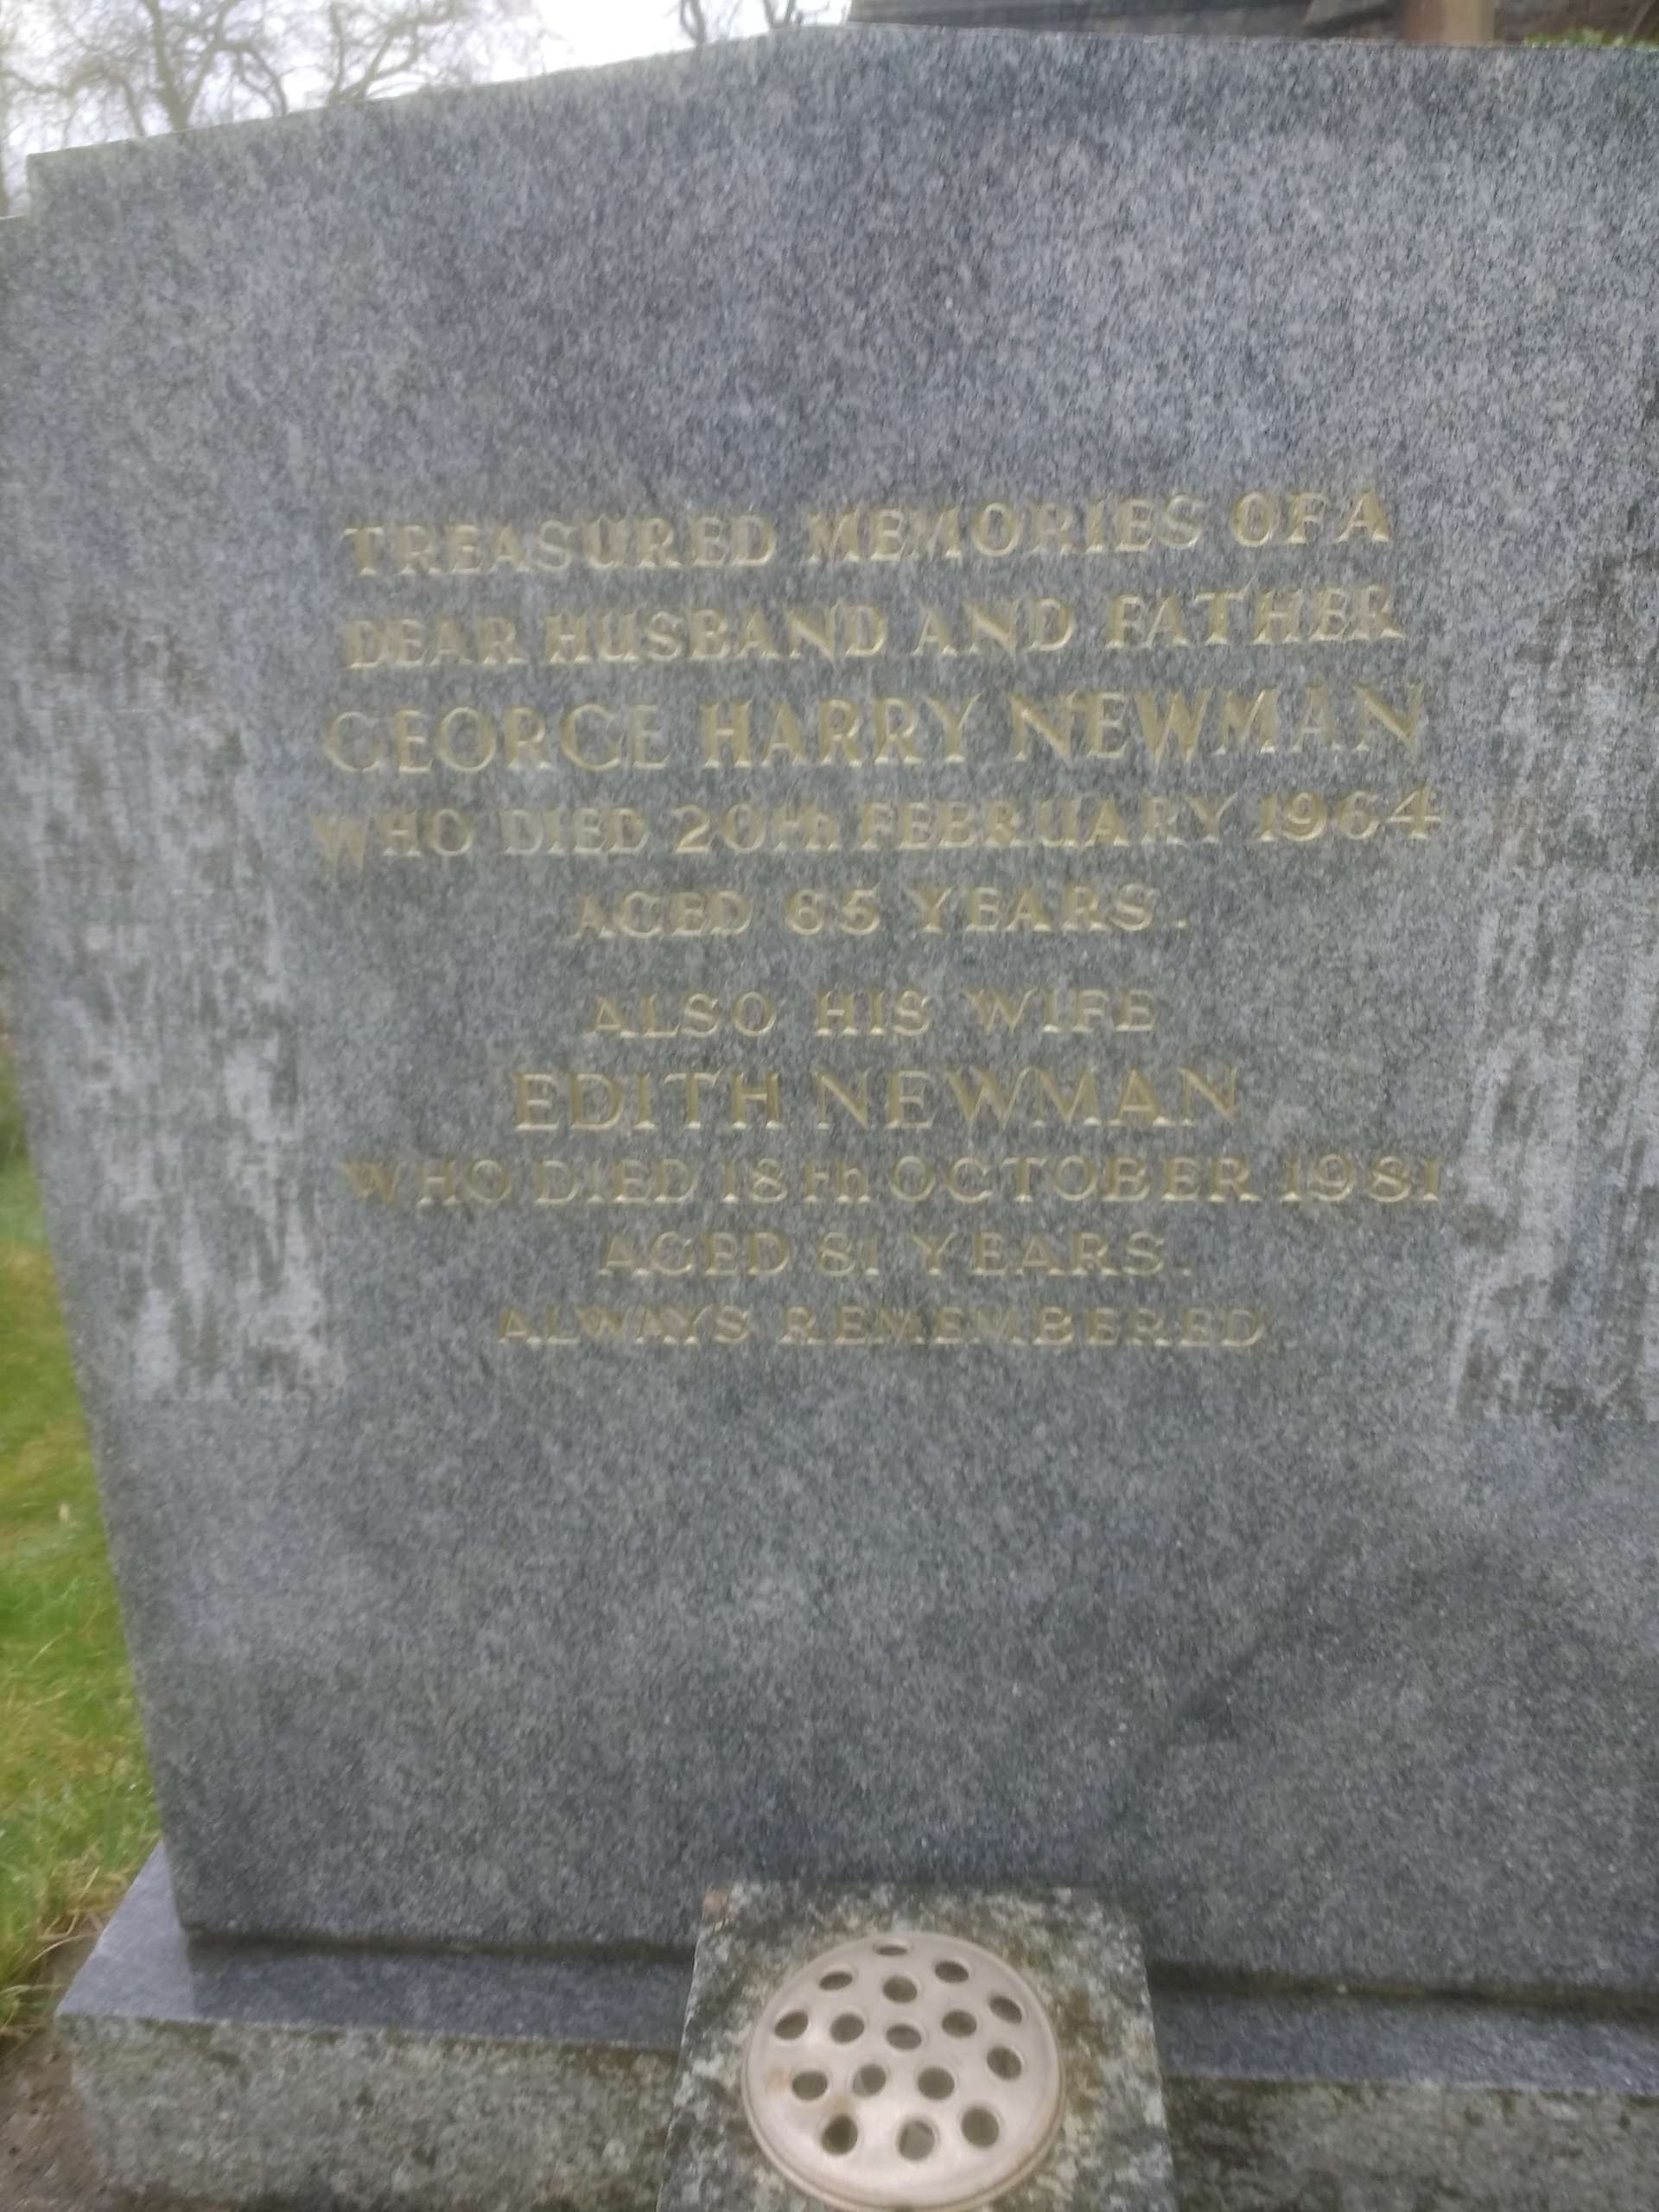 TREASURED MEMORIES OF A
DEAR HUSBAND AND FATHER
GEORGE HARRY NEWMAN
WHO DIED 20th FEBRUARY 1964
AGED 65 YEARS.
ALSO HIS WIFE
EDITH NEWMAN
WHO DIED 18th OCTOBER 1981
AGED 81 YEARS.
ALWAYS REMEMBERED